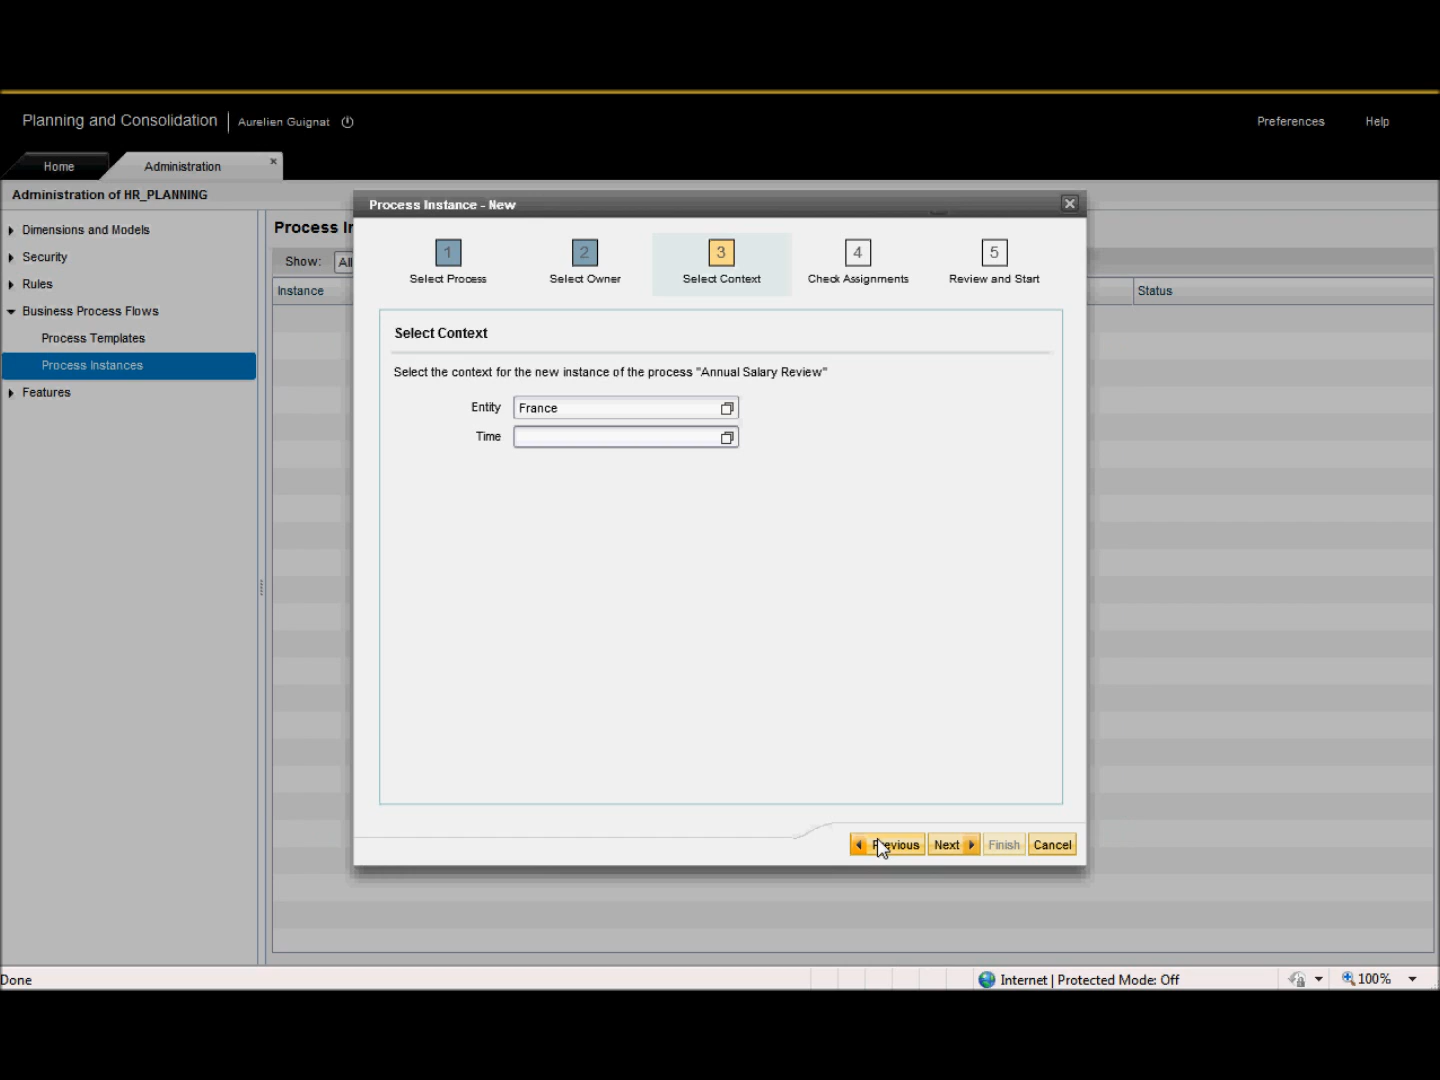 Planning and Consolidation Aurelien Guignat
Preferences Help
Home Administration
Administration of HR_PLANNING
Dimensions and Models
Security
Rules
Business Process Flows
Process Templates
Process Instances
Features
Show: All
Instance
Status
Process Instance - New
1 2 3 4 5
Select Process Select Owner Select Context Check Assignments Review and Start
Select Context
Select the context for the new instance of the process "Annual Salary Review"
Entity France
Time
Previous Next Finish Cancel
Done
Internet | Protected Mode: Off
100%